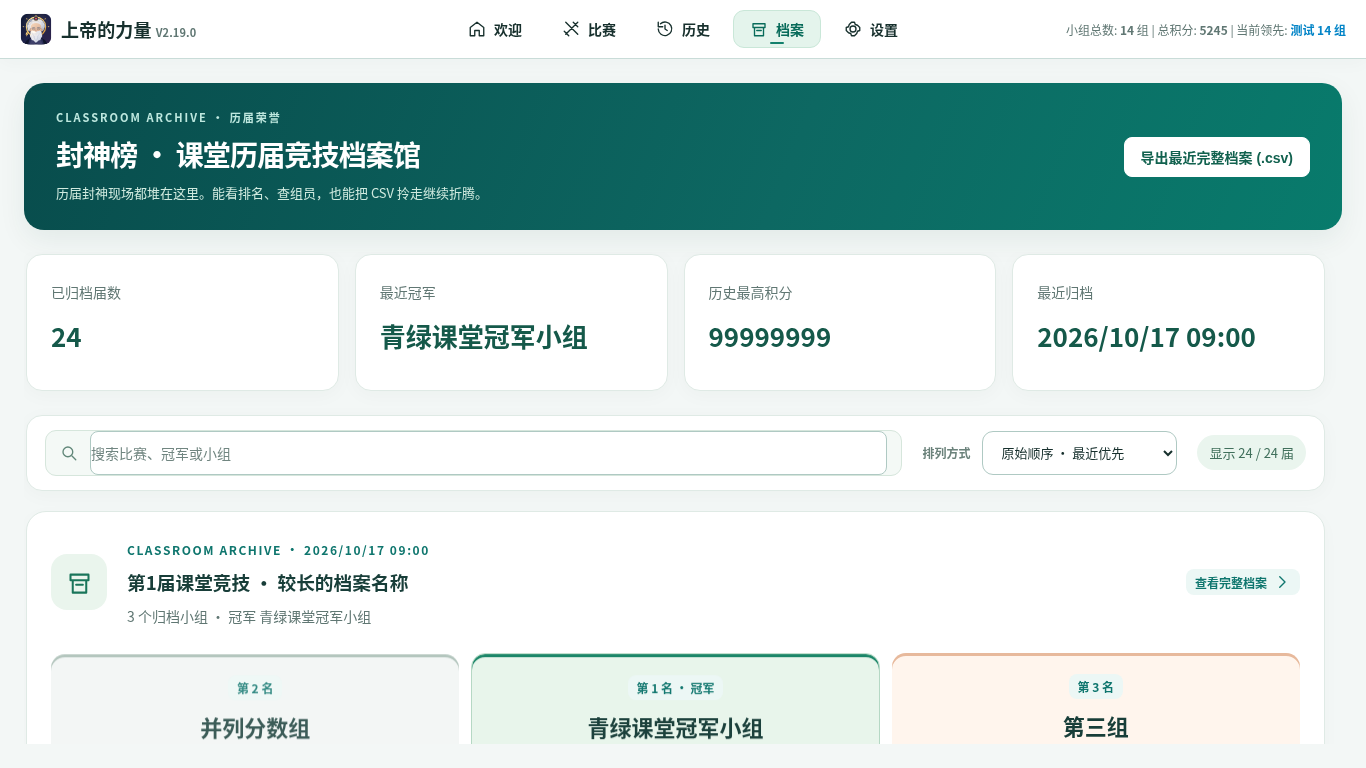 上帝的力量 V2.19.0
欢迎
比赛
历史
档案
设置
小组总数: 14 组 | 总积分: 5245 | 当前领先: 测试 14 组
CLASSROOM ARCHIVE · 历届荣誉
封神榜 · 课堂历届竞技档案馆
历届封神现场都堆在这里。能看排名、查组员，也能把 CSV 拎走继续折腾。
导出最近完整档案 (.csv)
已归档届数
24
最近冠军
青绿课堂冠军小组
历史最高积分
99999999
最近归档
2026/10/17 09:00
搜索比赛、冠军或小组
排列方式
原始顺序 · 最近优先
显示 24 / 24 届
CLASSROOM ARCHIVE · 2026/10/17 09:00
第1届课堂竞技 · 较长的档案名称
3 个归档小组 · 冠军 青绿课堂冠军小组
查看完整档案
第 2 名
并列分数组
第 1 名 · 冠军
青绿课堂冠军小组
第 3 名
第三组